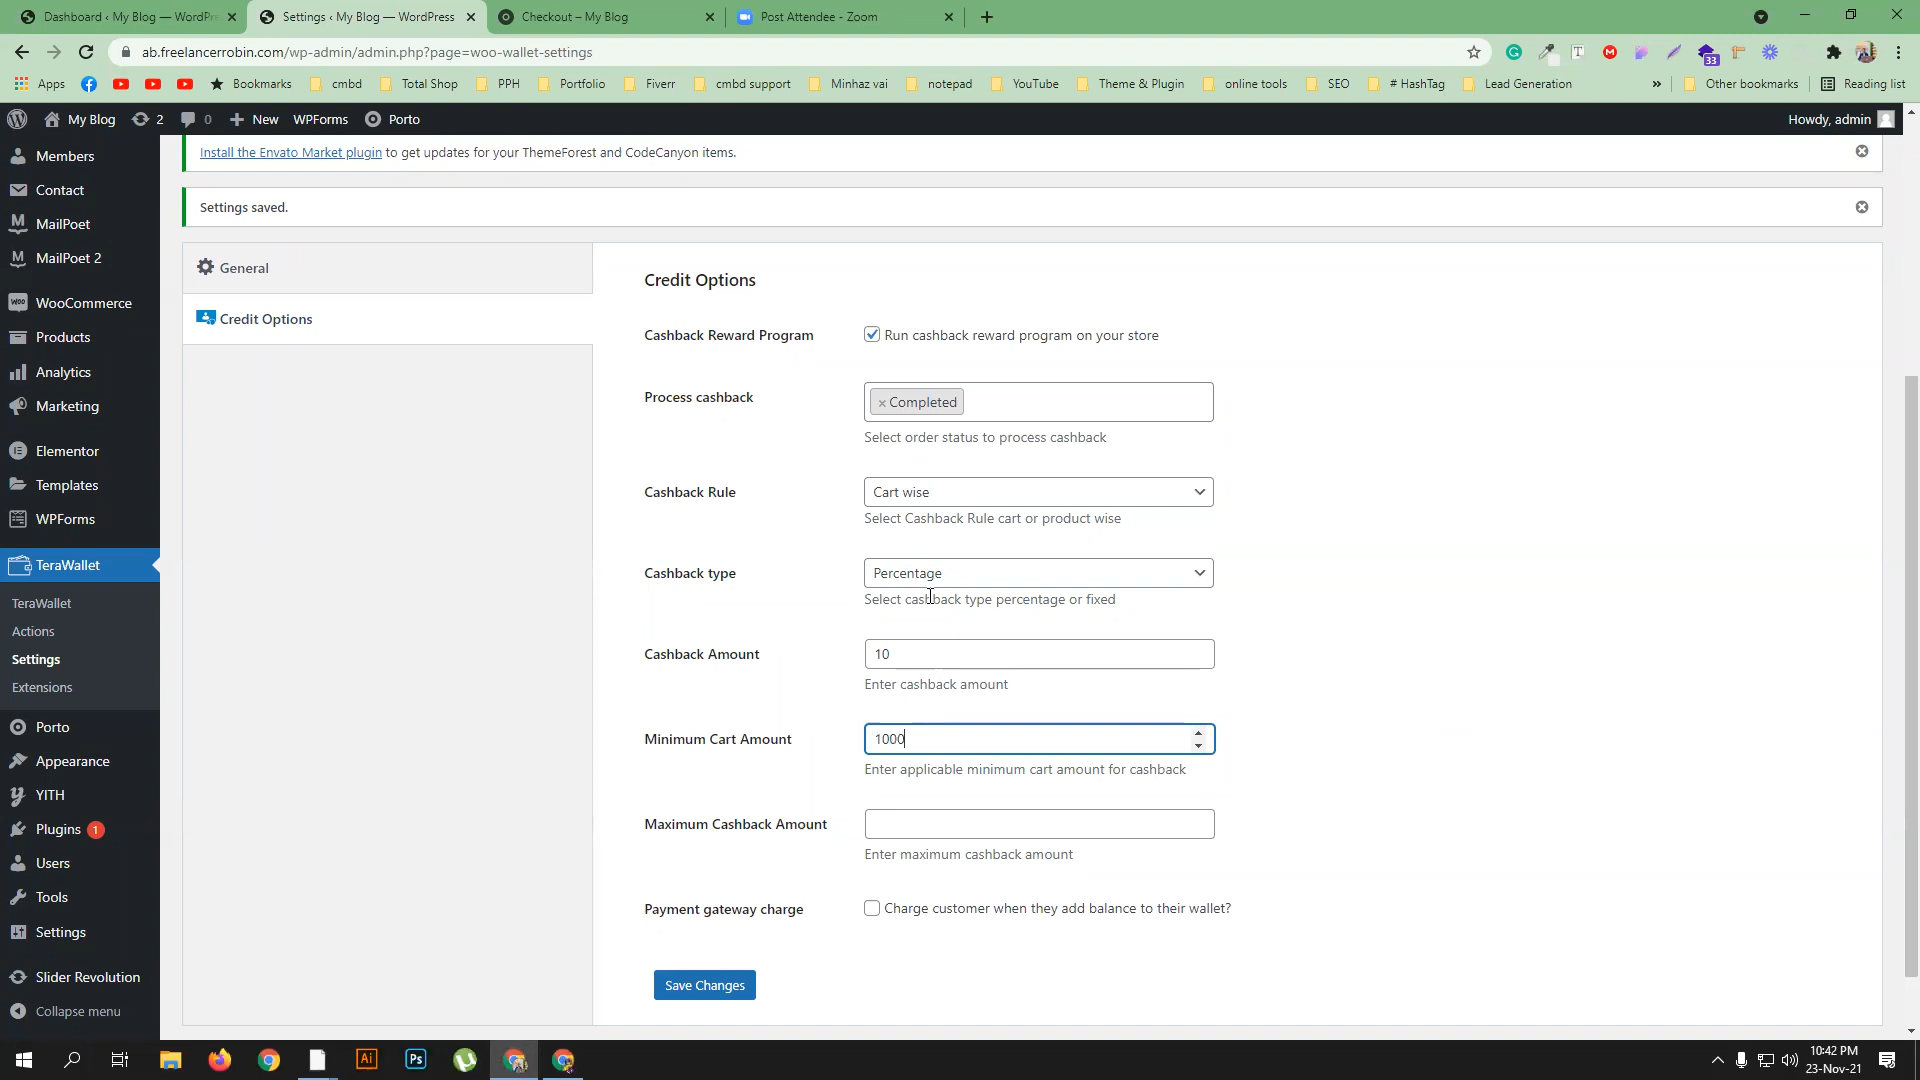 Dashboard ‹ My Blog — WordPr
Settings ‹ My Blog — WordPress
Checkout – My Blog
Post Attendee - Zoom
ab.freelancerrobin.com/wp-admin/admin.php?page=woo-wallet-settings
33
Apps
Bookmarks
cmbd
Total Shop
PPH
Portfolio
Fiverr
cmbd support
Minhaz vai
notepad
YouTube
Theme & Plugin
online tools
SEO
# HashTag
Lead Generation
»
Other bookmarks
Reading list
My Blog
2
0
New
WPForms
Porto
Howdy, admin
Members
Contact
MailPoet
MailPoet 2
WooCommerce
Products
Analytics
Marketing
Elementor
Templates
WPForms
TeraWallet
TeraWallet
Actions
Settings
Extensions
Porto
Appearance
YITH
Plugins 1
Users
Tools
Settings
Slider Revolution
Collapse menu
Install the Envato Market plugin to get updates for your ThemeForest and CodeCanyon items.
Settings saved.
General
Credit Options
Credit Options
Cashback Reward Program
Run cashback reward program on your store
Process cashback
× Completed
Select order status to process cashback
Cashback Rule
Cart wise
Select Cashback Rule cart or product wise
Cashback type
Percentage
Select cashback type percentage or fixed
Cashback Amount
10
Enter cashback amount
Minimum Cart Amount
1000
Enter applicable minimum cart amount for cashback
Maximum Cashback Amount
Enter maximum cashback amount
Payment gateway charge
Charge customer when they add balance to their wallet?
Save Changes
Ai
Ps
10:42 PM
23-Nov-21